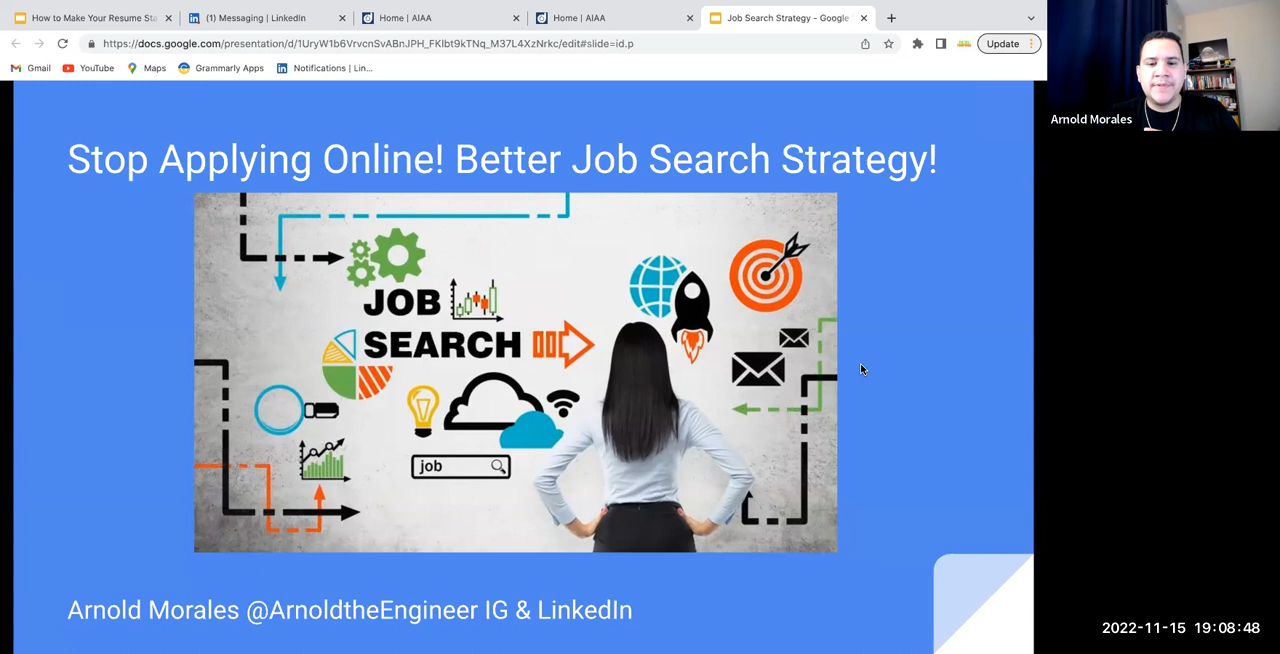 How to Make Your Resume Sta
(1) Messaging | LinkedIn
Home | AIAA
Home | AIAA
Job Search Strategy - Google
https://docs.google.com/presentation/d/1UryW1b6VrvcnSvABnJPH_FKlbt9kTNq_M37L4XzNrkc/edit#slide=id.p
Update
Gmail
YouTube
Maps
Grammarly Apps
Notifications | Lin...
Arnold Morales
Stop Applying Online! Better Job Search Strategy!
JOB
SEARCH
job
Arnold Morales @ArnoldtheEngineer IG & LinkedIn
2022-11-15 19:08:48